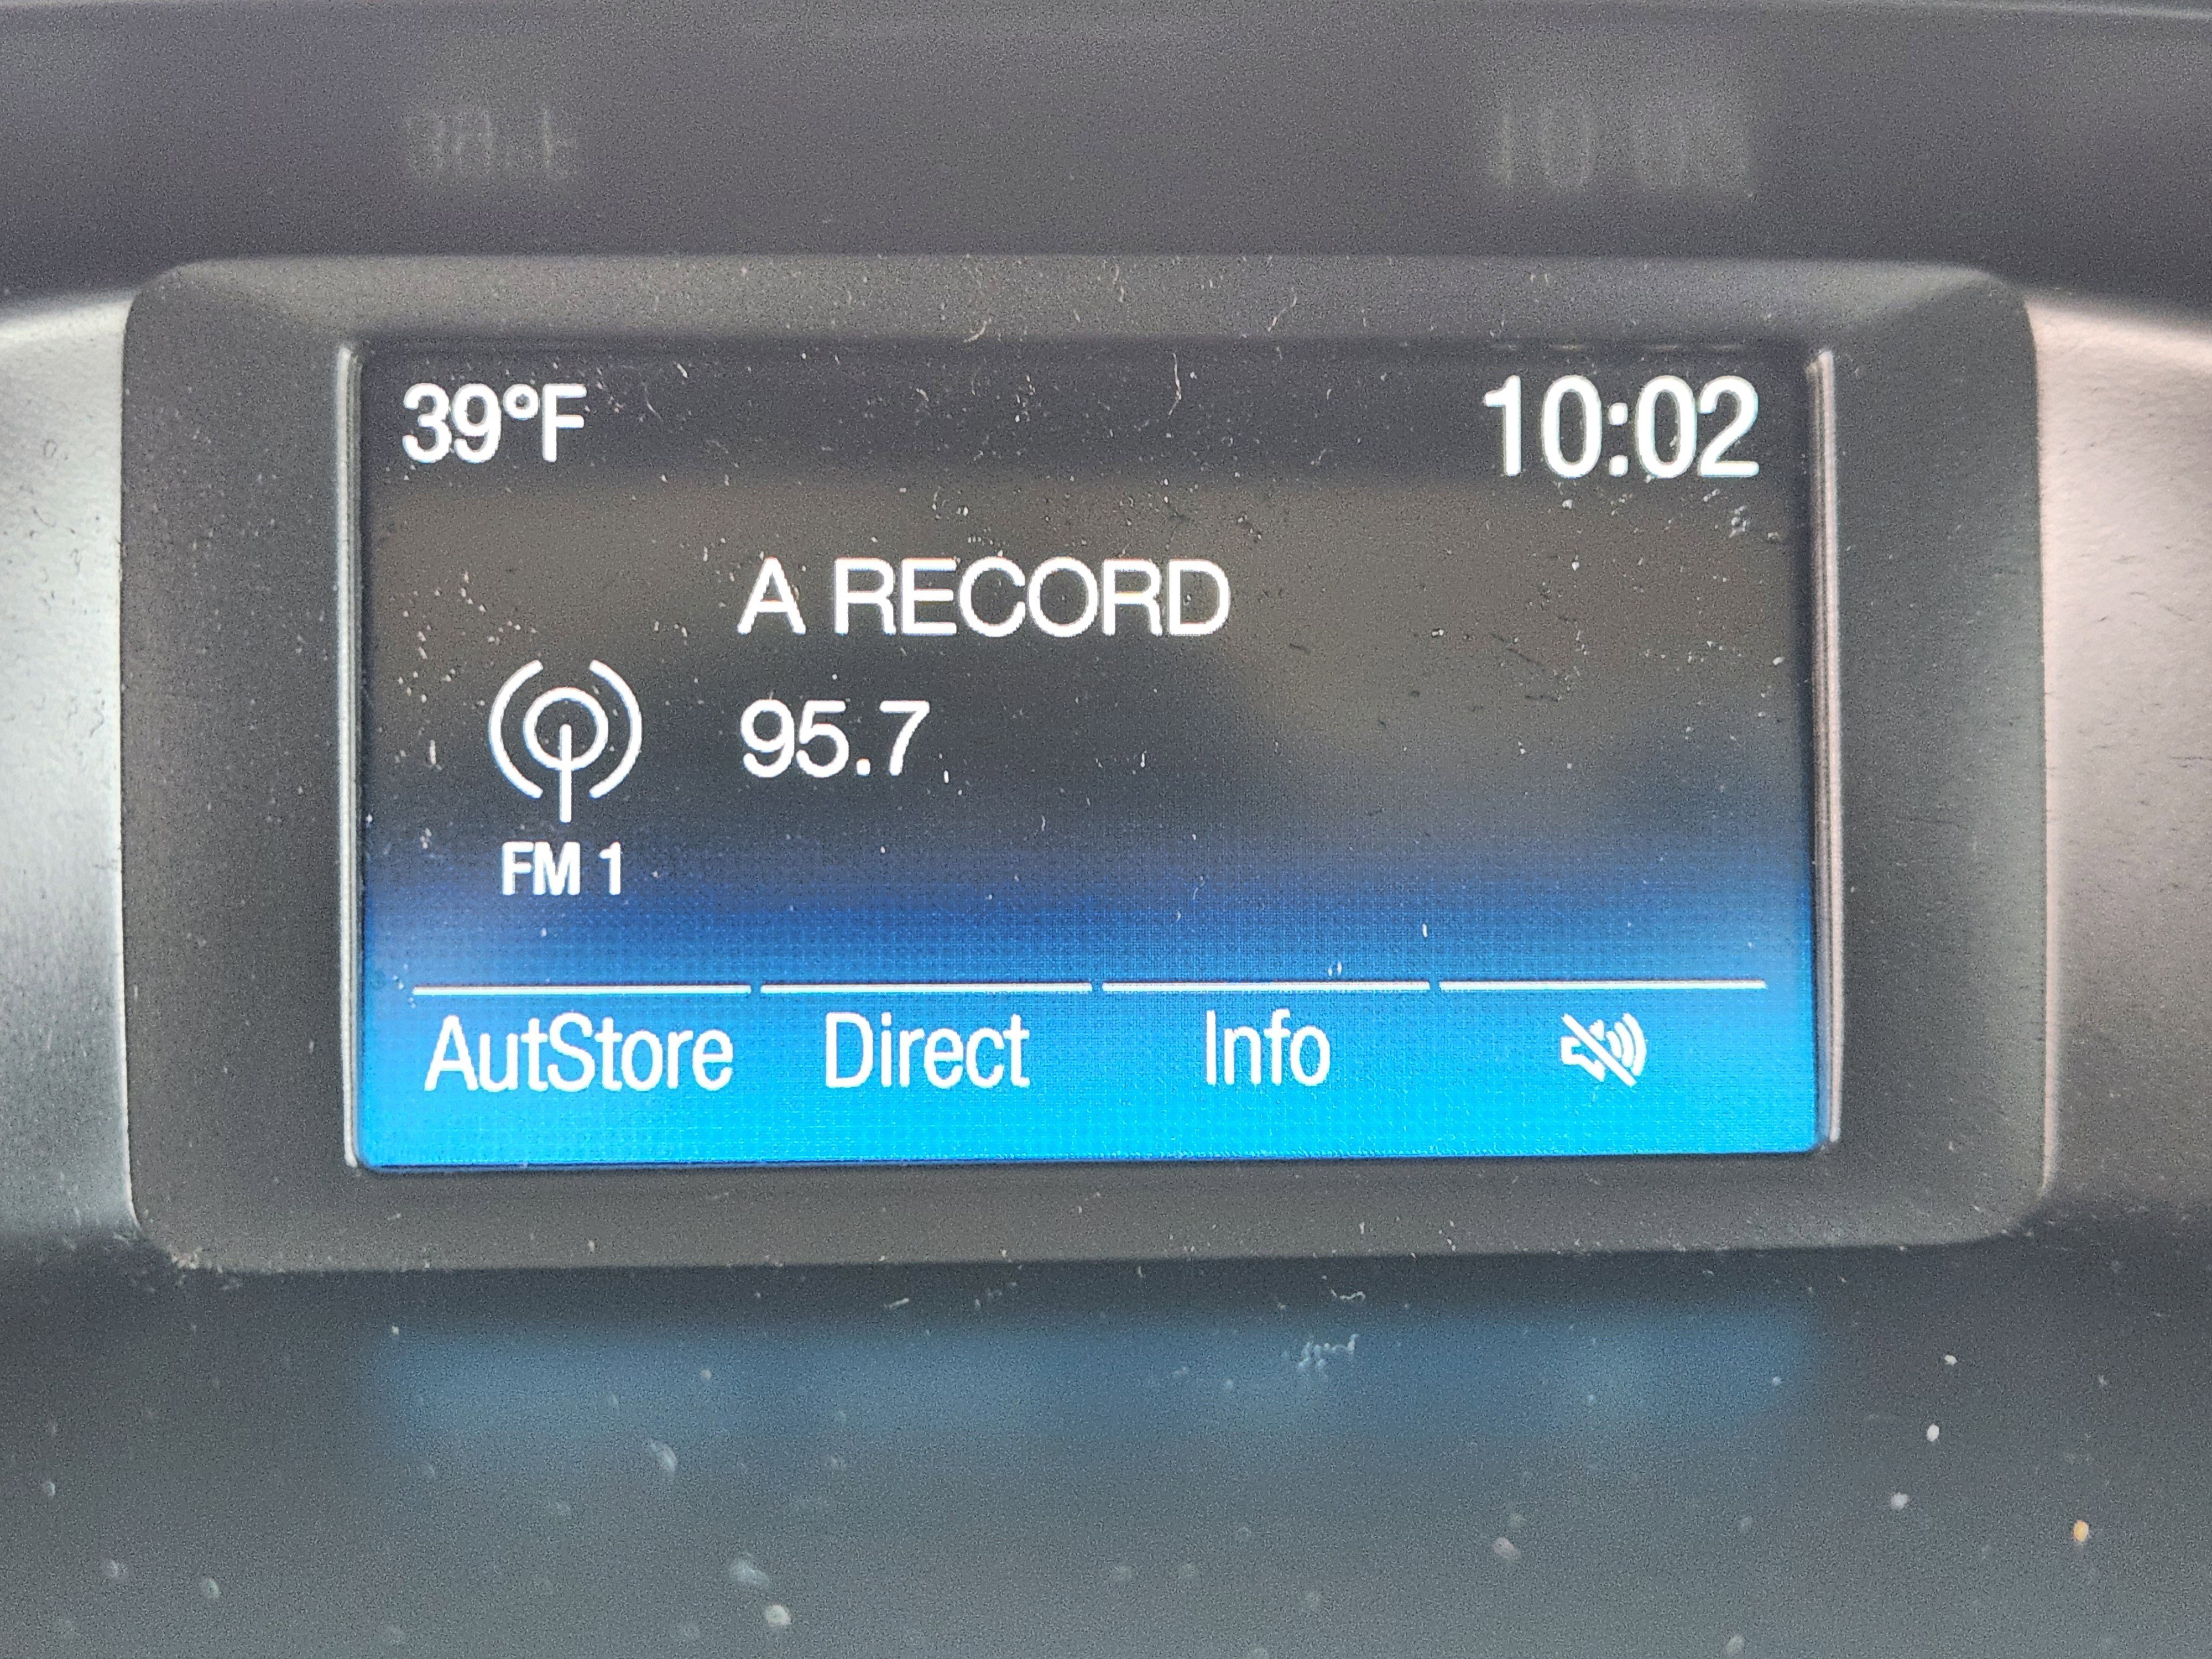 39°F 10:02
A RECORD
95.7
FM 1
AutStore Direct Info